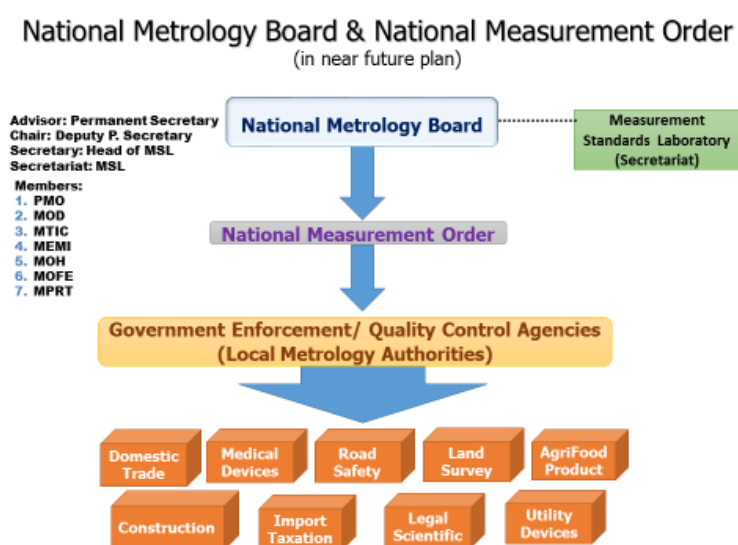 National Metrology Board & National Measurement Order
(in near future plan)
Advisor: Permanent Secretary
Chair: Deputy P. Secretary
Secretary: Head of MSL
Secretariat: MSL
Members:
1. PMO
2. MOD
3. MTIC
4. MEMI
5. MOH
6. MOFE
7. MPRT
National Metrology Board
Measurement
Standards Laboratory
(Secretariat)
National Measurement Order
Government Enforcement/ Quality Control Agencies
(Local Metrology Authorities)
Domestic
Trade
Medical
Devices
Road
Safety
Land
Survey
AgriFood
Product
Construction
Import
Taxation
Legal
Scientific
Utility
Devices